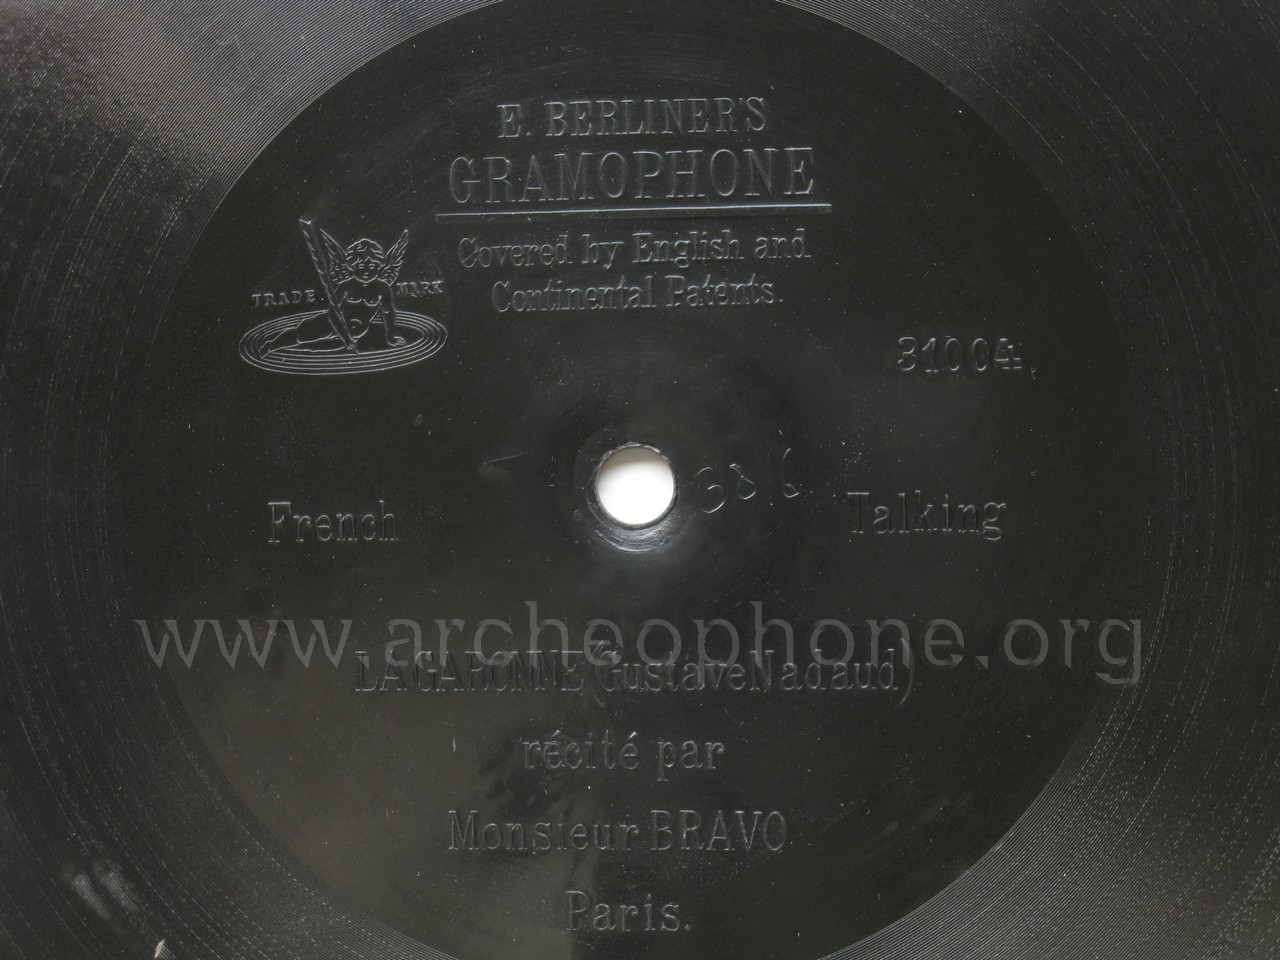 E. BERLINER'S
GRAMOPHONE
Covered by English and
Continental Patents.
TRADE MARK
31004.
3816
French Talking
www.archeophone.org
LA GARONNE (Gustave Nadaud)
récité par
Monsieur BRAVO
Paris.